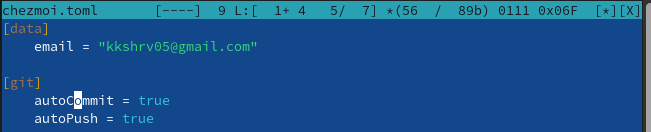 chezmoi.toml [----] 9 L:[ 1+ 4 5/ 7] *(56 / 89b) 0111 0x06F [*][X]
[data]
email = "kkshrv05@gmail.com"
[git]
autoCommit = true
autoPush = true